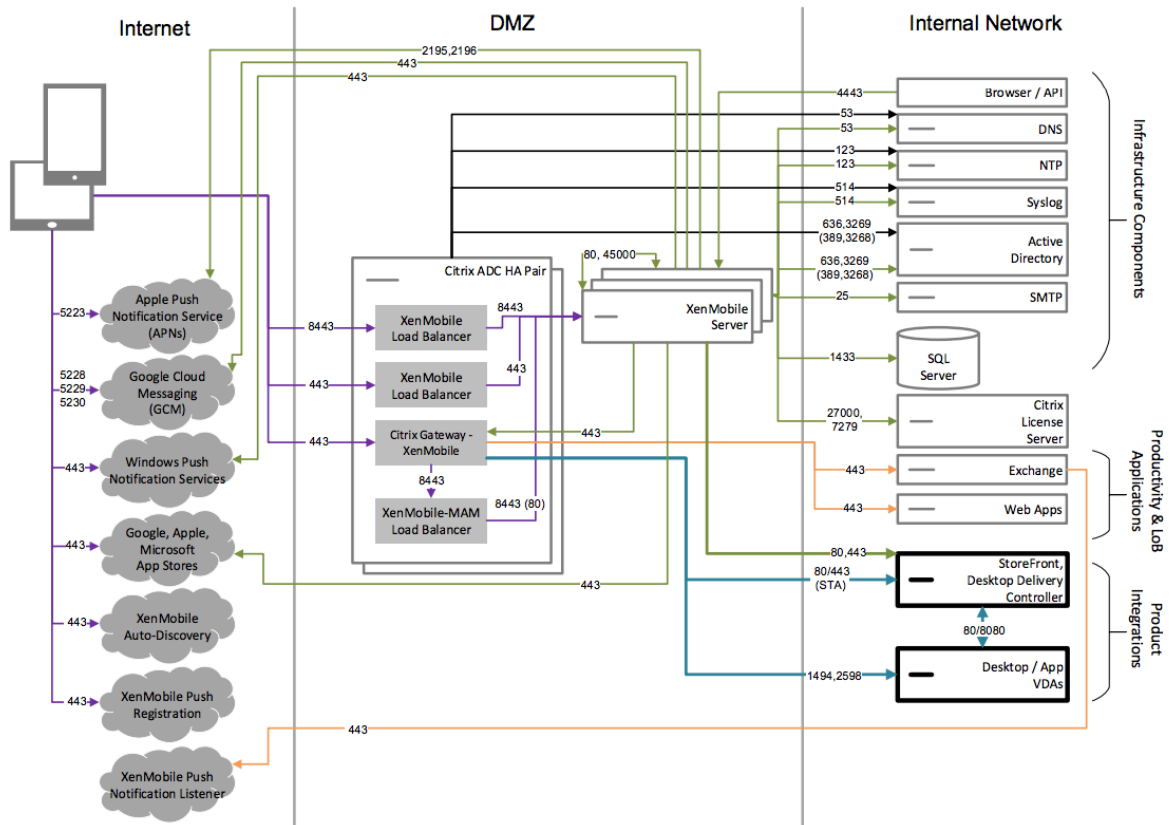 Internet
DMZ
Internal Network
2195,2196
443
443
4443
Browser / API
53
53
DNS
123
123
NTP
514
514
Syslog
636,3269
(389,3268)
636,3269
(389,3268)
Active
Directory
25
SMTP
1433
SQL
Server
27000,
7279
Citrix
License
Server
Infrastructure Components
443
Exchange
443
Web Apps
Productivity & LoB
Applications
80,443
80/443
(STA)
StoreFront,
Desktop Delivery
Controller
80/8080
1494,2598
Desktop / App
VDAs
Product
Integrations
Citrix ADC HA Pair
8443
XenMobile
Load Balancer
8443
443
XenMobile
Load Balancer
443
443
Citrix Gateway -
XenMobile
443
8443
XenMobile-MAM
Load Balancer
8443 (80)
80, 45000
XenMobile
Server
443
5223
Apple Push
Notification Service
(APNs)
5228
5229
5230
Google Cloud
Messaging
(GCM)
443
Windows Push
Notification Services
443
Google, Apple,
Microsoft
App Stores
443
XenMobile
Auto-Discovery
443
XenMobile Push
Registration
443
XenMobile Push
Notification Listener